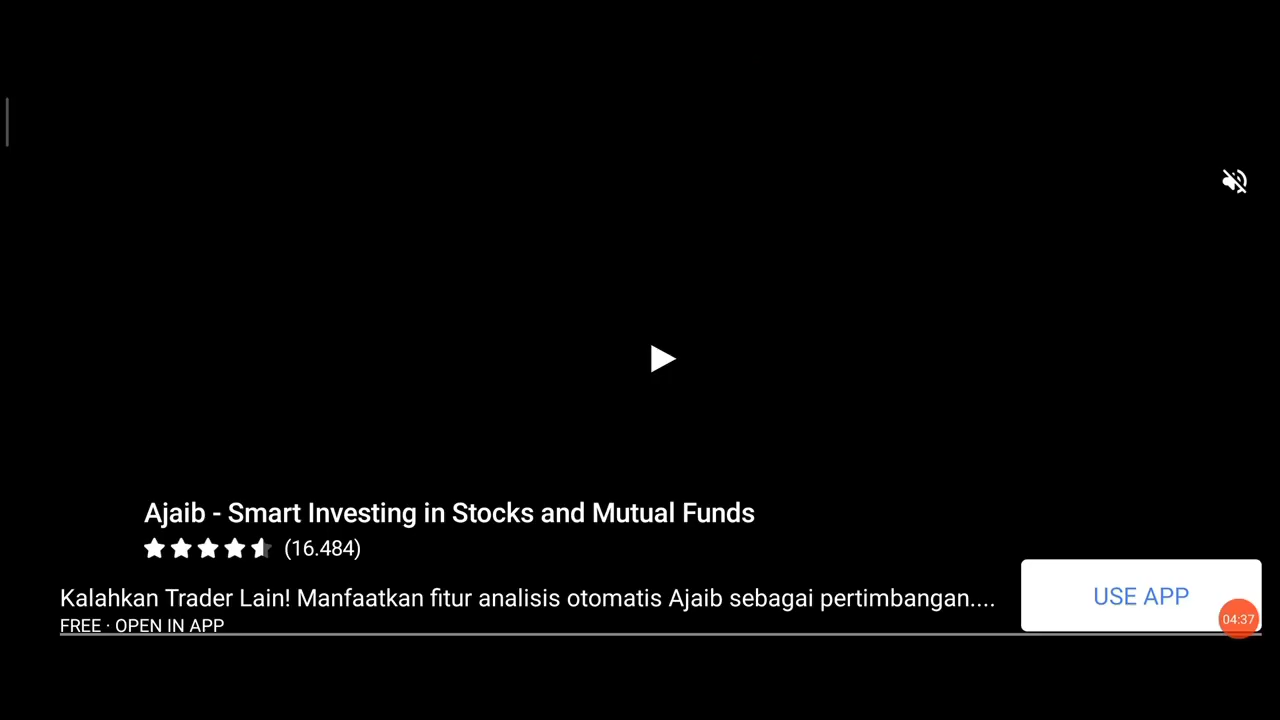 Ajaib - Smart Investing in Stocks and Mutual Funds
(16.484)
Kalahkan Trader Lain! Manfaatkan fitur analisis otomatis Ajaib sebagai pertimbangan....
FREE · OPEN IN APP
USE APP
04:37